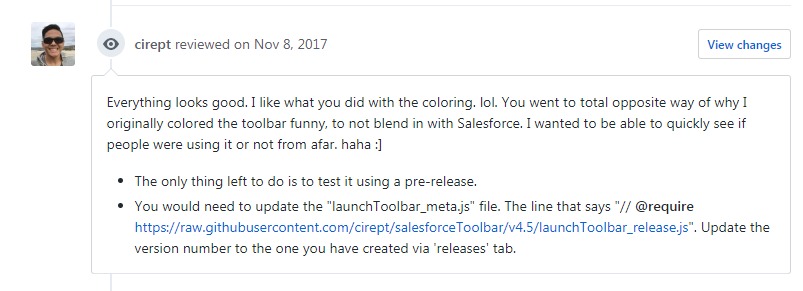 cirept reviewed on Nov 8, 2017
View changes
Everything looks good. I like what you did with the coloring. lol. You went to total opposite way of why I
originally colored the toolbar funny, to not blend in with Salesforce. I wanted to be able to quickly see if
people were using it or not from afar. haha :]
• The only thing left to do is to test it using a pre-release.
• You would need to update the "launchToolbar_meta.js" file. The line that says "// @require
https://raw.githubusercontent.com/cirept/salesforceToolbar/v4.5/launchToolbar_release.js". Update the
version number to the one you have created via 'releases' tab.